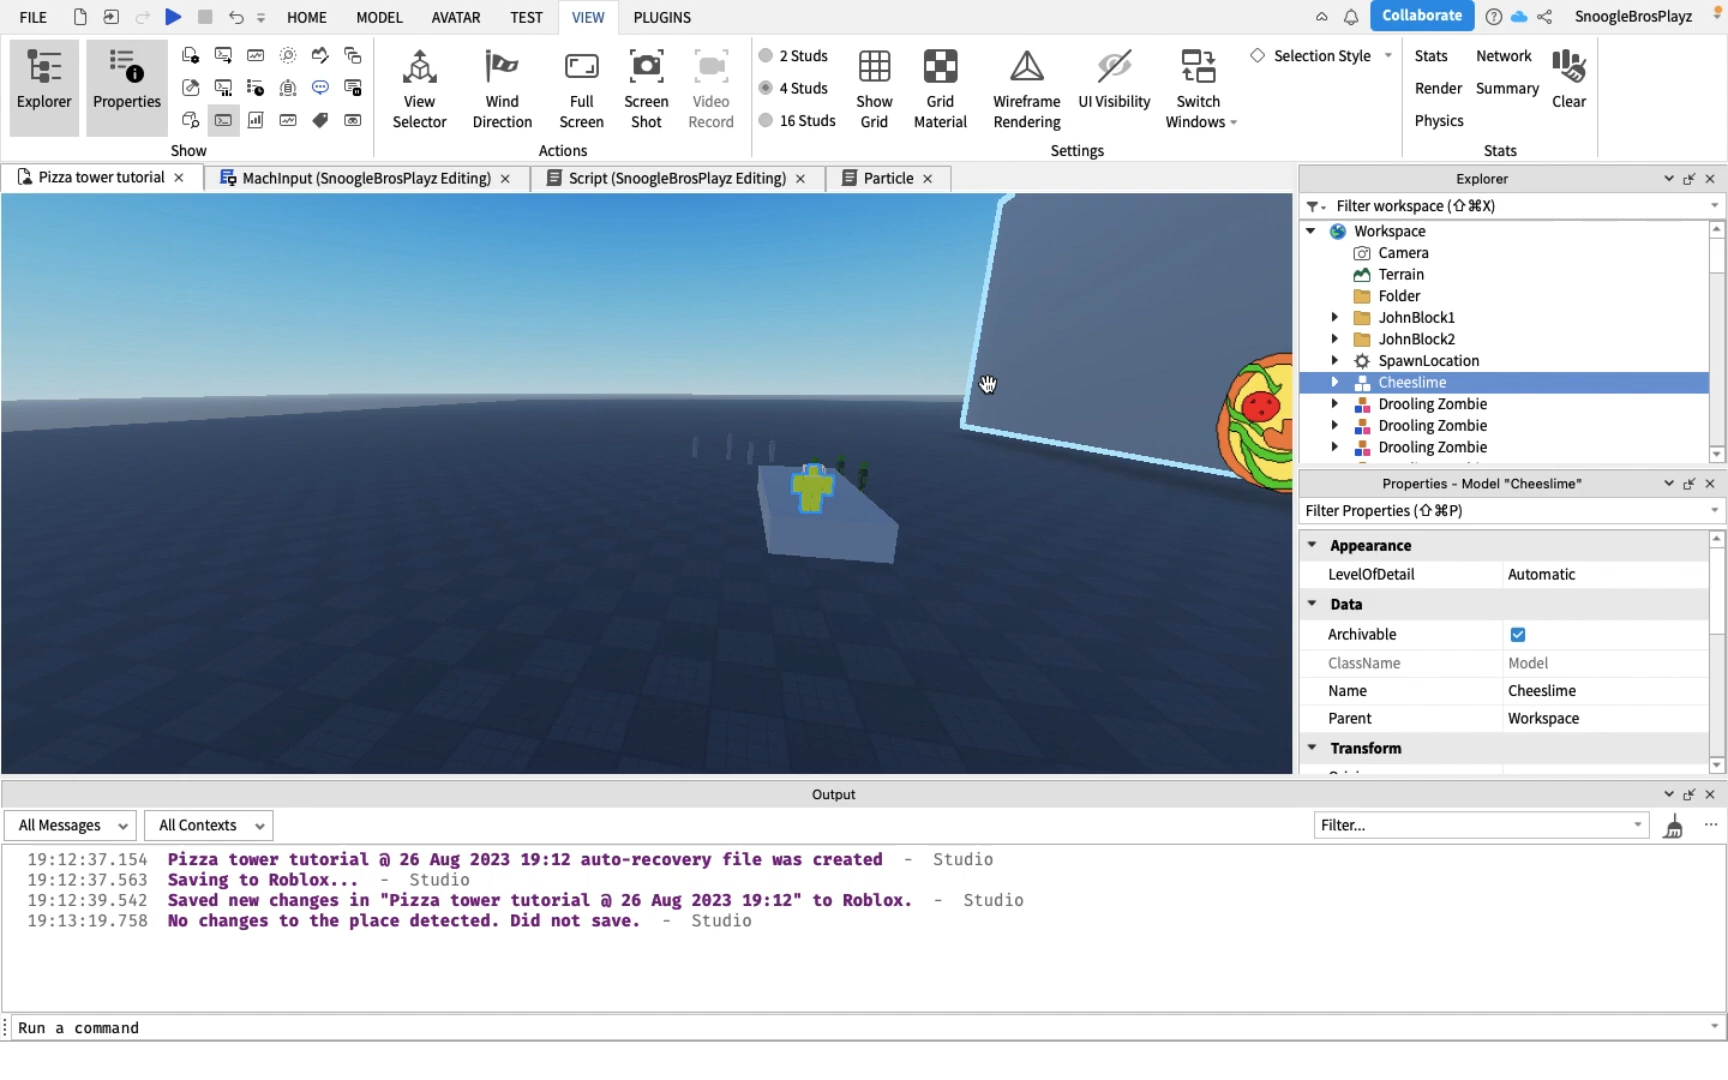 FILE HOME MODEL AVATAR TEST VIEW PLUGINS Collaborate SnoogleBrosPlayz
Explorer Properties
Show
View Selector Wind Direction Full Screen Screen Shot Video Record
Actions
2 Studs
4 Studs
16 Studs
Show Grid Grid Material Wireframe Rendering UI Visibility Switch Windows Selection Style
Settings
Stats Network
Render Summary
Physics
Clear
Stats
Pizza tower tutorial MachInput (SnoogleBrosPlayz Editing) Script (SnoogleBrosPlayz Editing) Particle
Explorer
Filter workspace (⇧⌘X)
Workspace
Camera
Terrain
Folder
JohnBlock1
JohnBlock2
SpawnLocation
Cheeslime
Drooling Zombie
Drooling Zombie
Drooling Zombie
Properties - Model "Cheeslime"
Filter Properties (⇧⌘P)
Appearance
LevelOfDetail Automatic
Data
Archivable
ClassName Model
Name Cheeslime
Parent Workspace
Transform
Output
All Messages All Contexts Filter...
19:12:37.154 Pizza tower tutorial @ 26 Aug 2023 19:12 auto-recovery file was created - Studio
19:12:37.563 Saving to Roblox... - Studio
19:12:39.542 Saved new changes in "Pizza tower tutorial @ 26 Aug 2023 19:12" to Roblox. - Studio
19:13:19.758 No changes to the place detected. Did not save. - Studio
Run a command